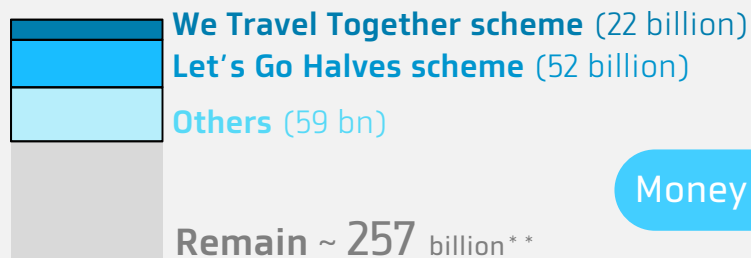 We Travel Together scheme (22 billion)
Let's Go Halves scheme (52 billion)
Others (59 bn)
Money
Remain ~ 257 billion**